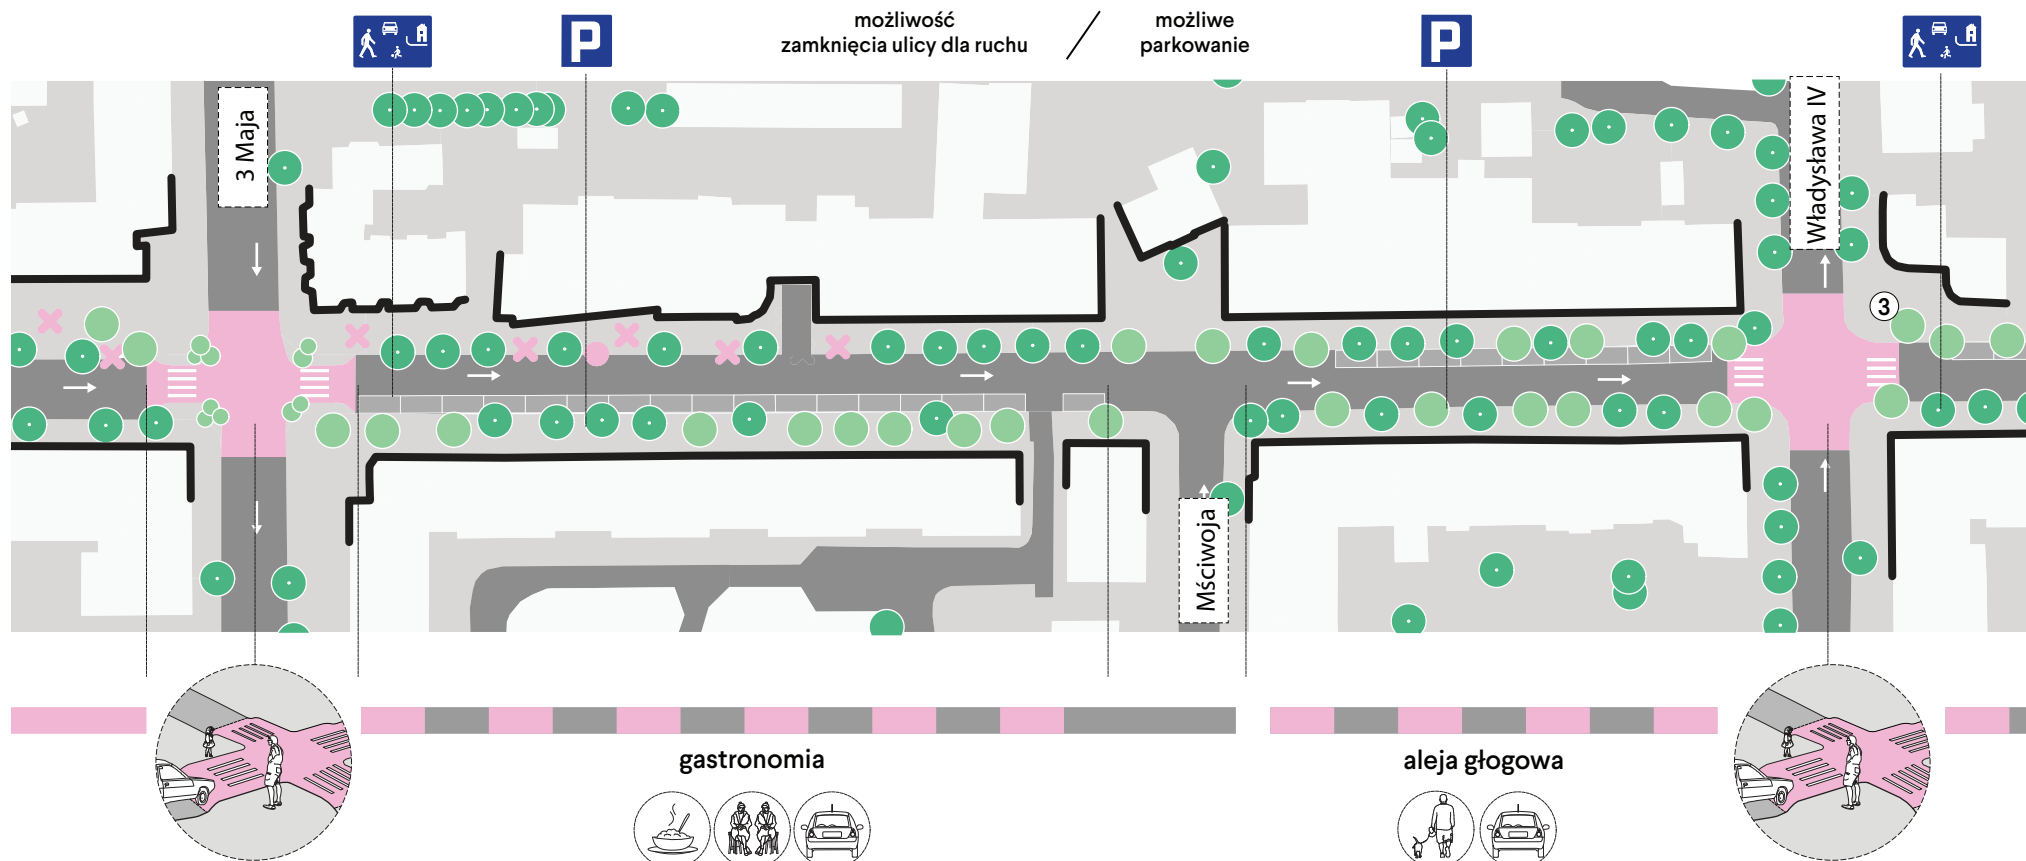 możliwość
zamknięcia ulicy dla ruchu
możliwe
parkowanie
P
P
3 Maja
Władysława IV
3
Mściwoja
gastronomia
aleja głogowa